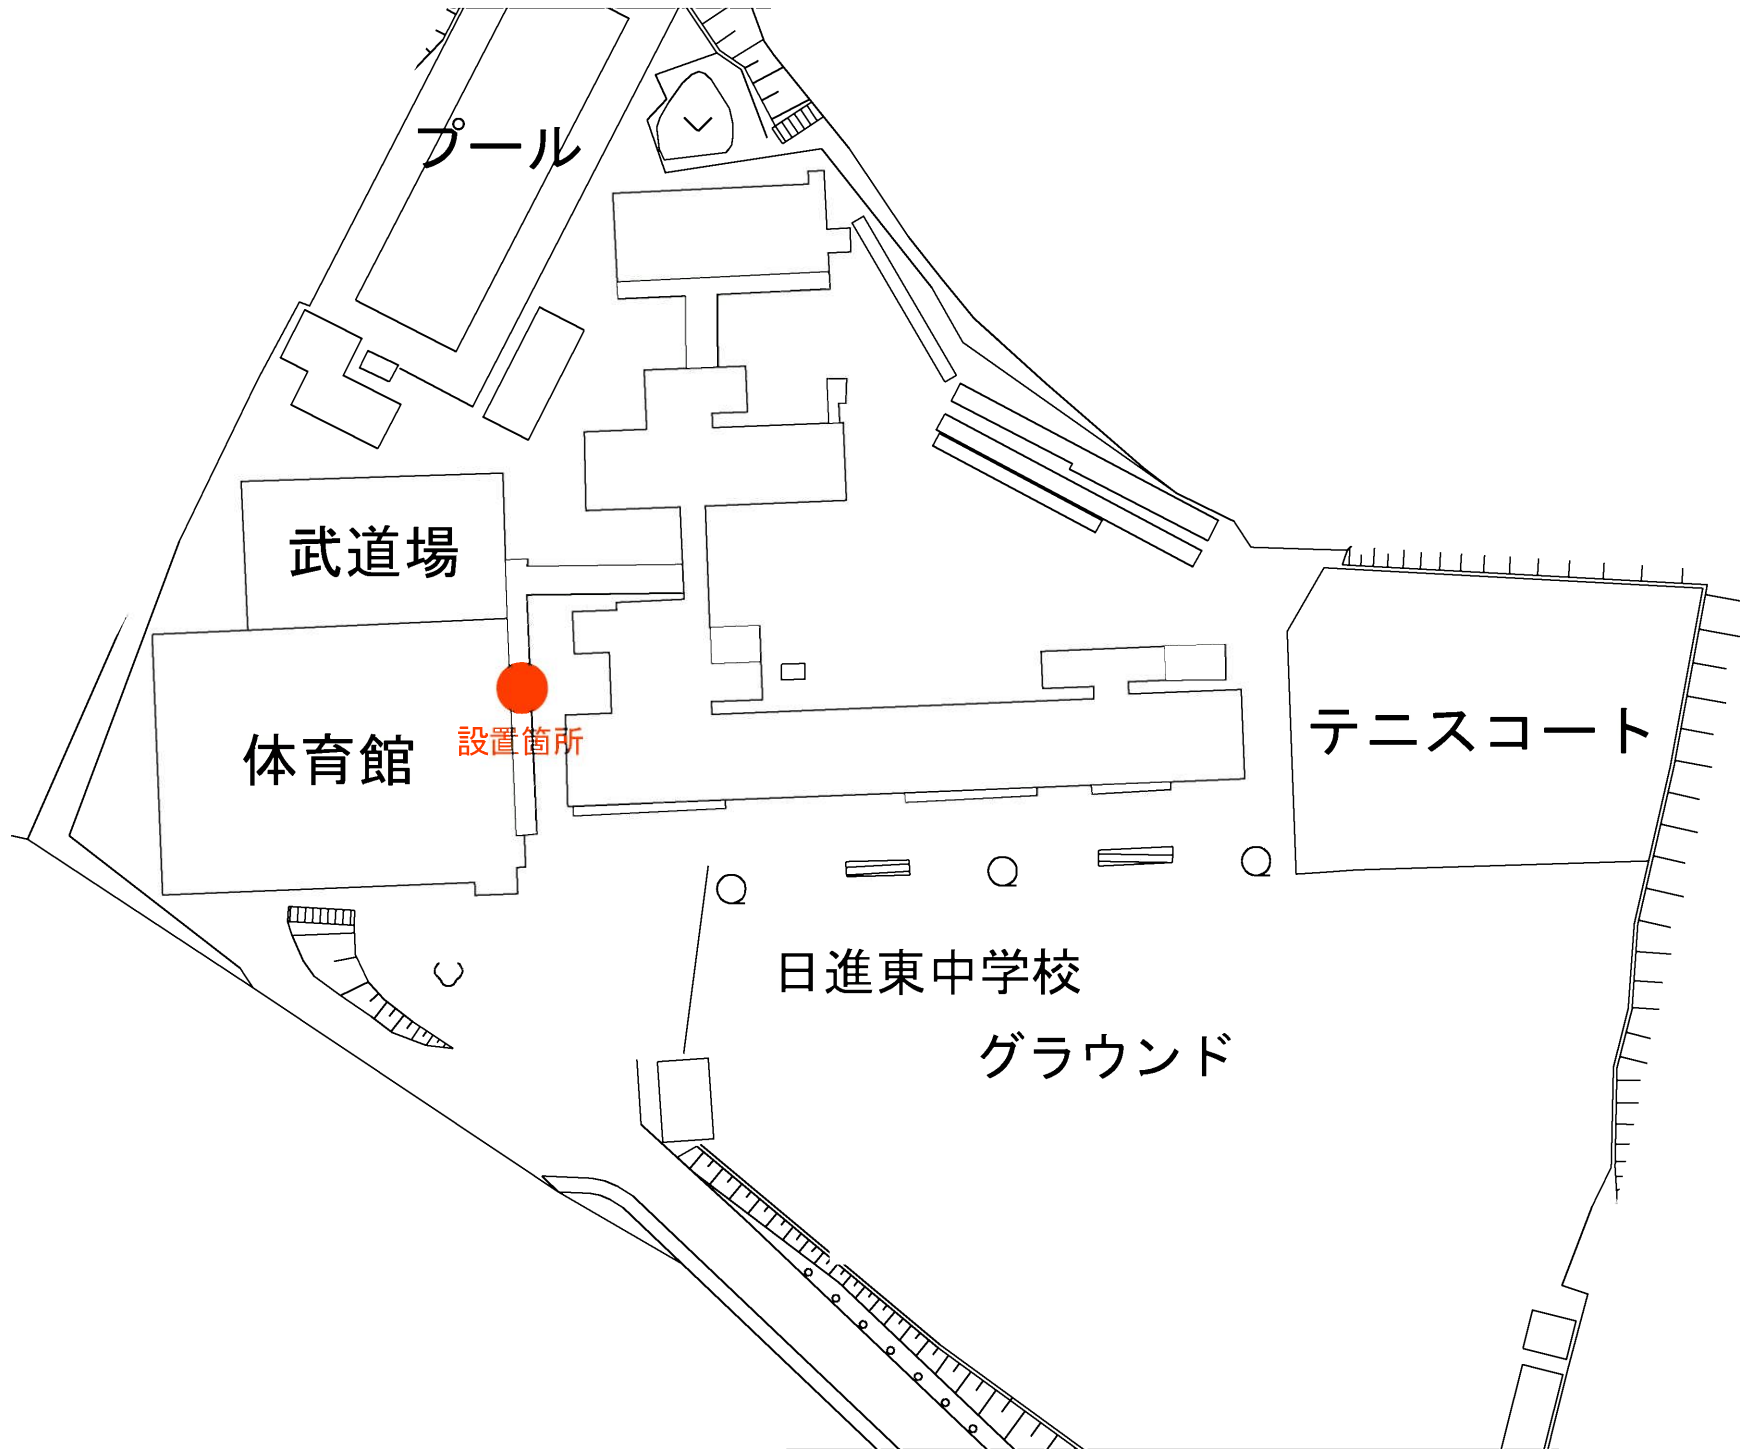 プール
武道場
体育館
設置箇所
テニスコート
日進東中学校
グラウンド